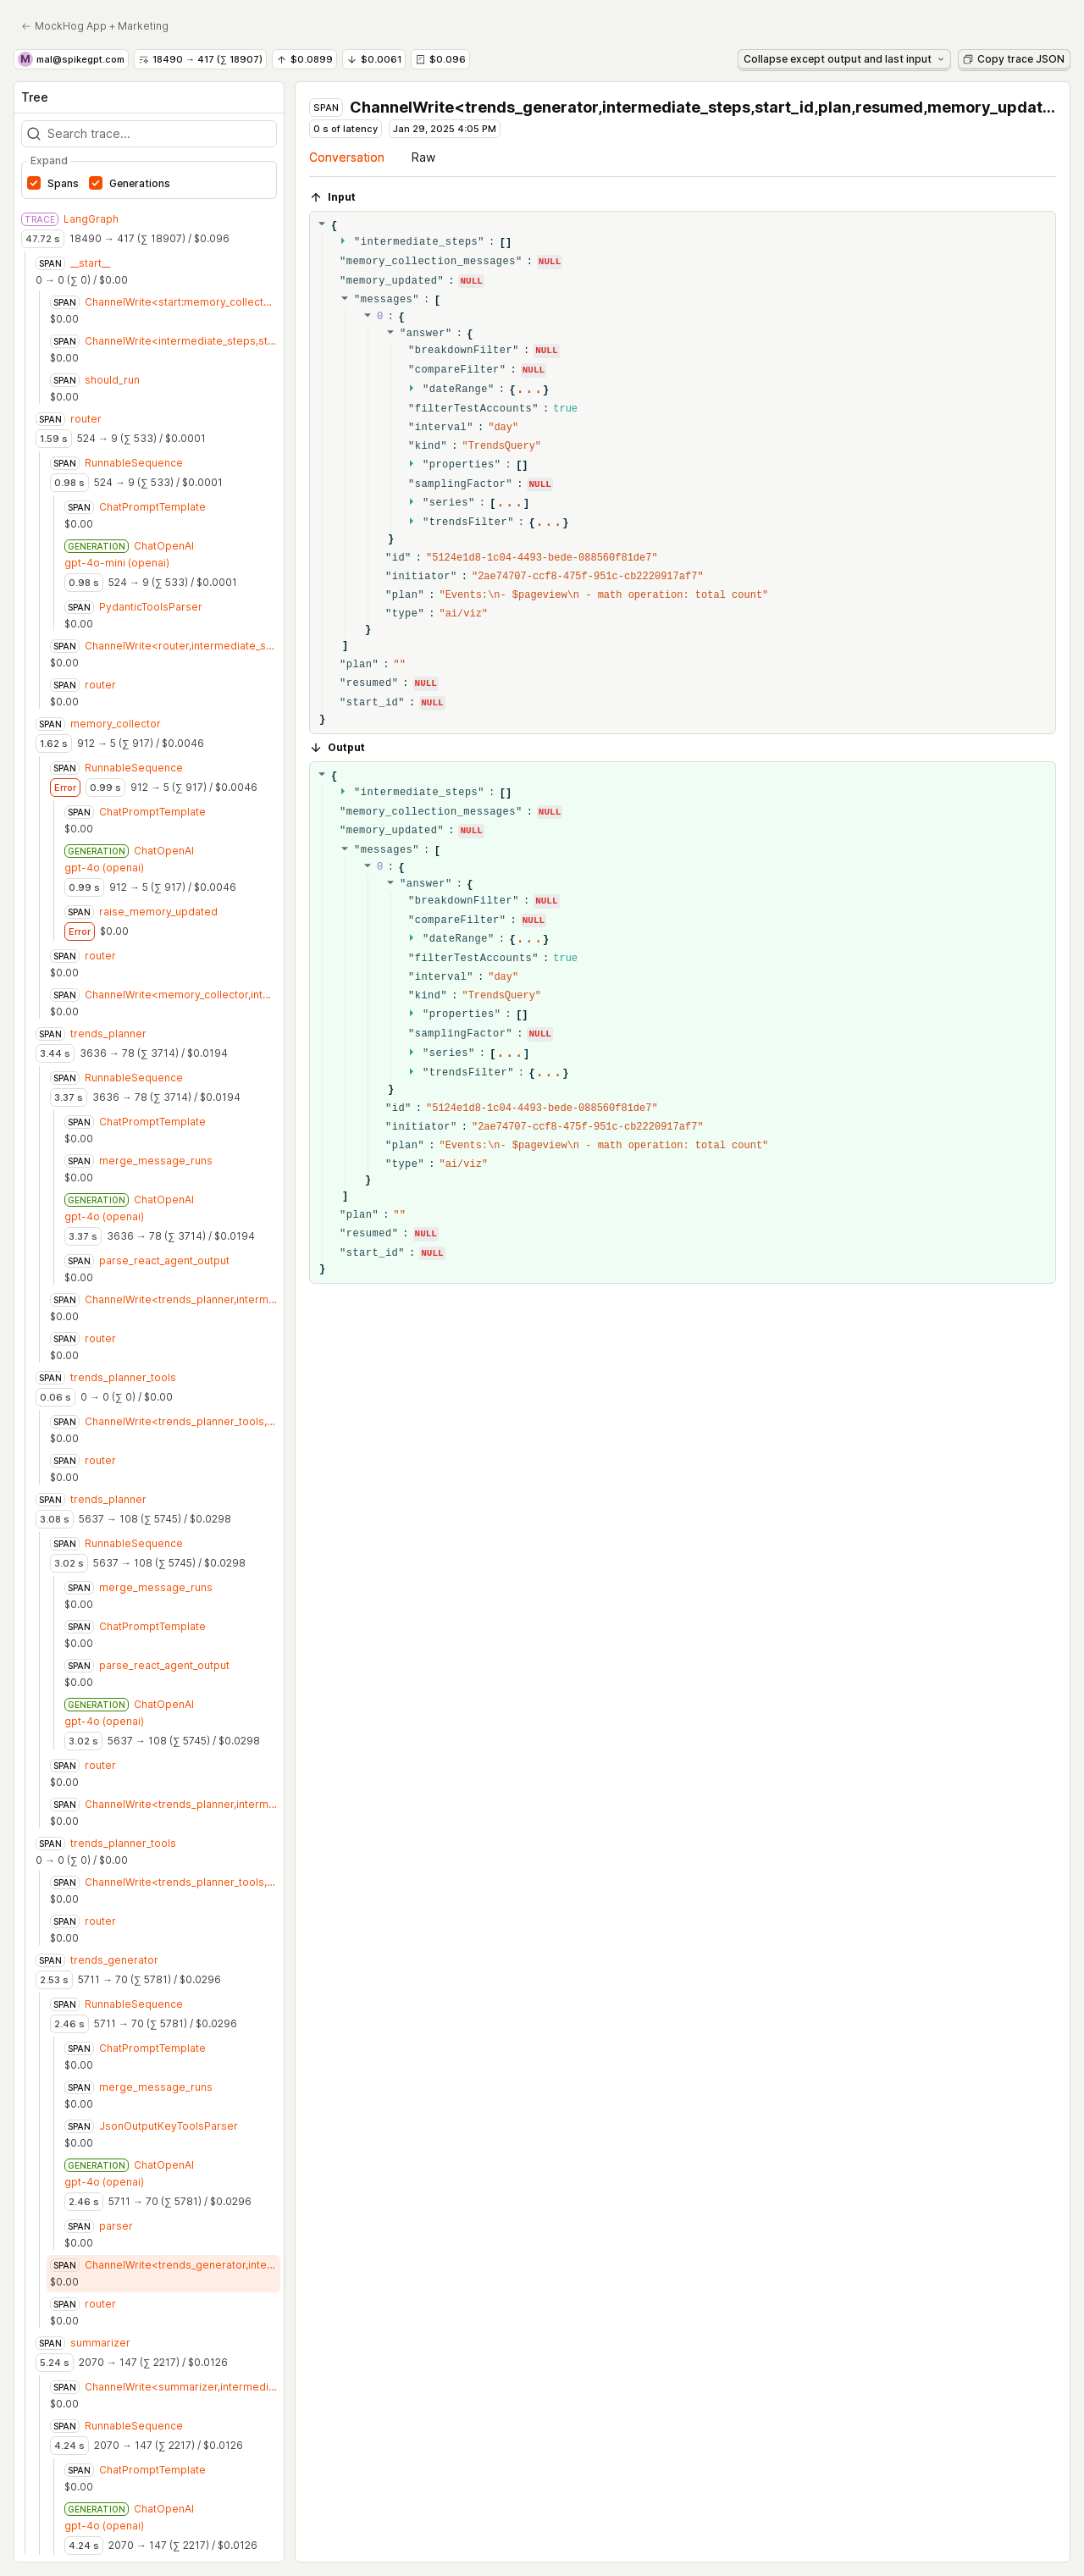 ← MockHog App + Marketing
M mal@spikegpt.com 18490 → 417 (∑ 18907) ↑ $0.0899 ↓ $0.0061 $0.096 Collapse except output and last input Copy trace JSON
Tree
Search trace...
Expand
Spans Generations
TRACE LangGraph
47.72 s 18490 → 417 (∑ 18907) / $0.096
SPAN __start__
0 → 0 (∑ 0) / $0.00
SPAN ChannelWrite<start:memory_collect...
$0.00
SPAN ChannelWrite<intermediate_steps,st...
$0.00
SPAN should_run
$0.00
SPAN router
1.59 s 524 → 9 (∑ 533) / $0.0001
SPAN RunnableSequence
0.98 s 524 → 9 (∑ 533) / $0.0001
SPAN ChatPromptTemplate
$0.00
GENERATION ChatOpenAI
gpt-4o-mini (openai)
0.98 s 524 → 9 (∑ 533) / $0.0001
SPAN PydanticToolsParser
$0.00
SPAN ChannelWrite<router,intermediate_s...
$0.00
SPAN router
$0.00
SPAN memory_collector
1.62 s 912 → 5 (∑ 917) / $0.0046
SPAN RunnableSequence
Error 0.99 s 912 → 5 (∑ 917) / $0.0046
SPAN ChatPromptTemplate
$0.00
GENERATION ChatOpenAI
gpt-4o (openai)
0.99 s 912 → 5 (∑ 917) / $0.0046
SPAN raise_memory_updated
Error $0.00
SPAN router
$0.00
SPAN ChannelWrite<memory_collector,int...
$0.00
SPAN trends_planner
3.44 s 3636 → 78 (∑ 3714) / $0.0194
SPAN RunnableSequence
3.37 s 3636 → 78 (∑ 3714) / $0.0194
SPAN ChatPromptTemplate
$0.00
SPAN merge_message_runs
$0.00
GENERATION ChatOpenAI
gpt-4o (openai)
3.37 s 3636 → 78 (∑ 3714) / $0.0194
SPAN parse_react_agent_output
$0.00
SPAN ChannelWrite<trends_planner,interm...
$0.00
SPAN router
$0.00
SPAN trends_planner_tools
0.06 s 0 → 0 (∑ 0) / $0.00
SPAN ChannelWrite<trends_planner_tools,...
$0.00
SPAN router
$0.00
SPAN trends_planner
3.08 s 5637 → 108 (∑ 5745) / $0.0298
SPAN RunnableSequence
3.02 s 5637 → 108 (∑ 5745) / $0.0298
SPAN merge_message_runs
$0.00
SPAN ChatPromptTemplate
$0.00
SPAN parse_react_agent_output
$0.00
GENERATION ChatOpenAI
gpt-4o (openai)
3.02 s 5637 → 108 (∑ 5745) / $0.0298
SPAN router
$0.00
SPAN ChannelWrite<trends_planner,interm...
$0.00
SPAN trends_planner_tools
0 → 0 (∑ 0) / $0.00
SPAN ChannelWrite<trends_planner_tools,...
$0.00
SPAN router
$0.00
SPAN trends_generator
2.53 s 5711 → 70 (∑ 5781) / $0.0296
SPAN RunnableSequence
2.46 s 5711 → 70 (∑ 5781) / $0.0296
SPAN ChatPromptTemplate
$0.00
SPAN merge_message_runs
$0.00
SPAN JsonOutputKeyToolsParser
$0.00
GENERATION ChatOpenAI
gpt-4o (openai)
2.46 s 5711 → 70 (∑ 5781) / $0.0296
SPAN parser
$0.00
SPAN ChannelWrite<trends_generator,inte...
$0.00
SPAN router
$0.00
SPAN summarizer
5.24 s 2070 → 147 (∑ 2217) / $0.0126
SPAN ChannelWrite<summarizer,intermedi...
$0.00
SPAN RunnableSequence
4.24 s 2070 → 147 (∑ 2217) / $0.0126
SPAN ChatPromptTemplate
$0.00
GENERATION ChatOpenAI
gpt-4o (openai)
4.24 s 2070 → 147 (∑ 2217) / $0.0126
SPAN ChannelWrite<trends_generator,intermediate_steps,start_id,plan,resumed,memory_updat...
0 s of latency Jan 29, 2025 4:05 PM
Conversation Raw
↑ Input
{
"intermediate_steps" : []
"memory_collection_messages" : NULL
"memory_updated" : NULL
"messages" : [
0 : {
"answer" : {
"breakdownFilter" : NULL
"compareFilter" : NULL
"dateRange" : {...}
"filterTestAccounts" : true
"interval" : "day"
"kind" : "TrendsQuery"
"properties" : []
"samplingFactor" : NULL
"series" : [...]
"trendsFilter" : {...}
}
"id" : "5124e1d8-1c04-4493-bede-088560f81de7"
"initiator" : "2ae74707-ccf8-475f-951c-cb2220917af7"
"plan" : "Events:\n- $pageview\n - math operation: total count"
"type" : "ai/viz"
}
]
"plan" : ""
"resumed" : NULL
"start_id" : NULL
}
↓ Output
{
"intermediate_steps" : []
"memory_collection_messages" : NULL
"memory_updated" : NULL
"messages" : [
0 : {
"answer" : {
"breakdownFilter" : NULL
"compareFilter" : NULL
"dateRange" : {...}
"filterTestAccounts" : true
"interval" : "day"
"kind" : "TrendsQuery"
"properties" : []
"samplingFactor" : NULL
"series" : [...]
"trendsFilter" : {...}
}
"id" : "5124e1d8-1c04-4493-bede-088560f81de7"
"initiator" : "2ae74707-ccf8-475f-951c-cb2220917af7"
"plan" : "Events:\n- $pageview\n - math operation: total count"
"type" : "ai/viz"
}
]
"plan" : ""
"resumed" : NULL
"start_id" : NULL
}